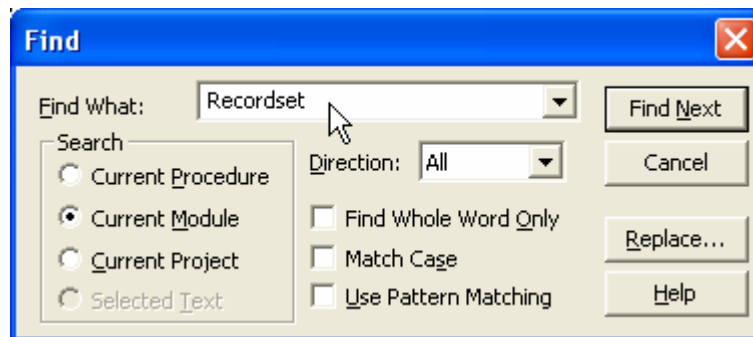 Find
Find What: Recordset Find Next
Search
Direction: All Cancel
Current Procedure
Current Module Find Whole Word Only
Replace...
Current Project Match Case
Selected Text Use Pattern Matching Help